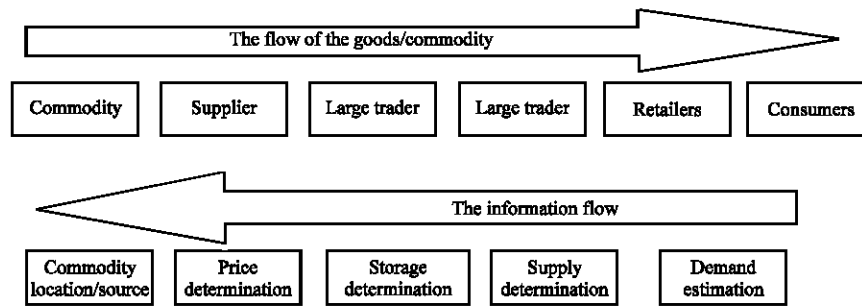 The flow of the goods/commodity
Commodity
Supplier
Large trader
Large trader
Retailers
Consumers
The information flow
Commodity
location/source
Price
determination
Storage
determination
Supply
determination
Demand
estimation